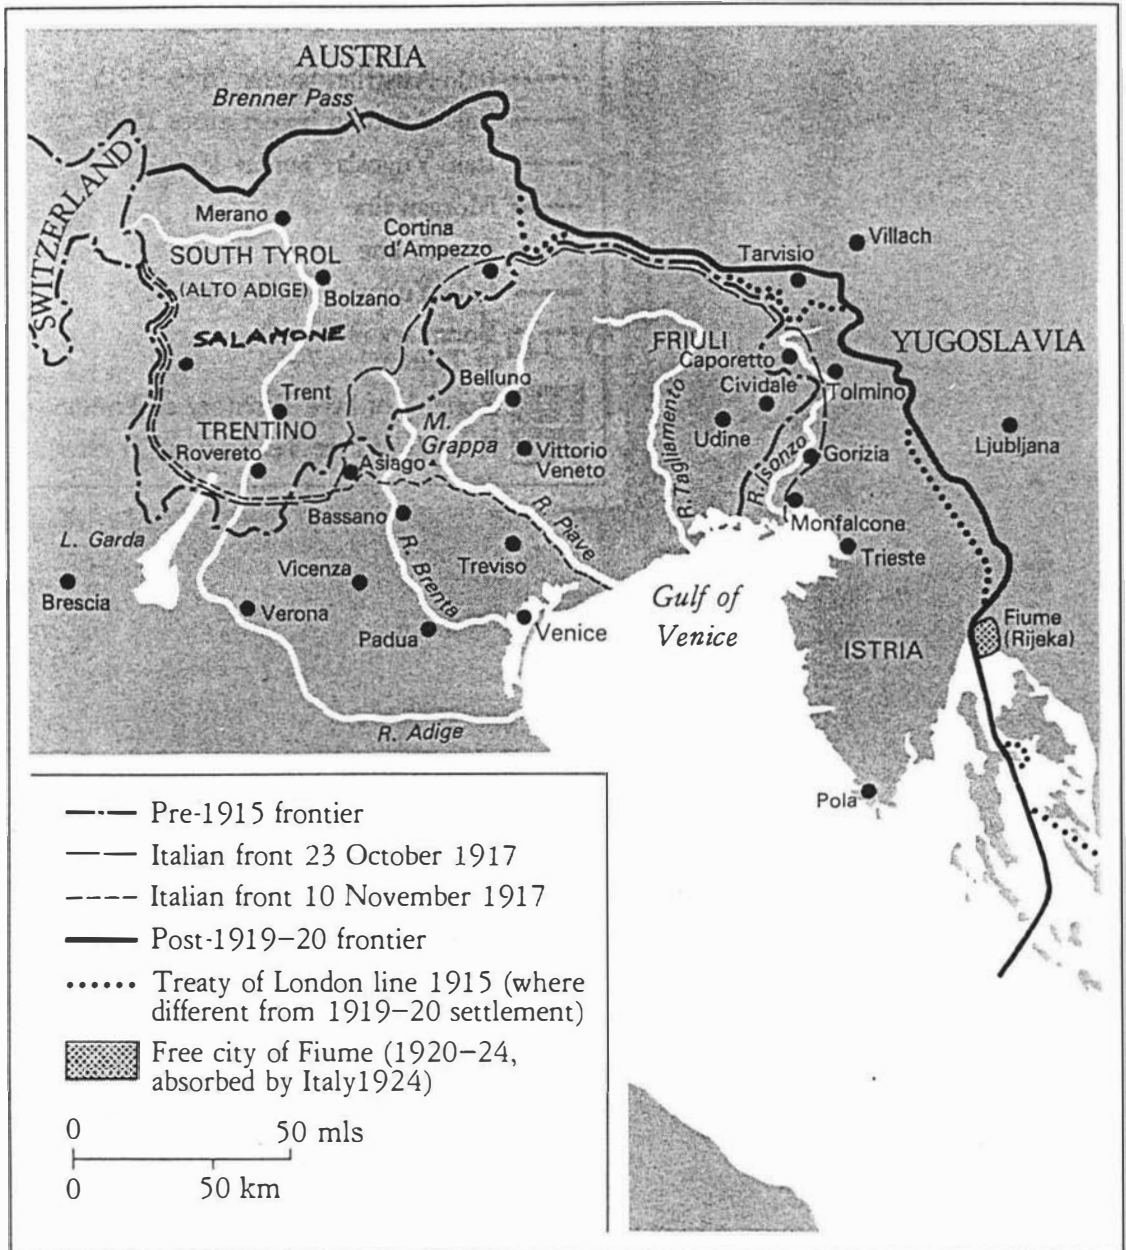 AUSTRIA
Brenner Pass
SWITZERLAND
Merano
Cortina
d'Ampezzo
Villach
Tarvisio
SOUTH TYROL
(ALTO ADIGE)
Bolzano
SALAMONE
FRIULI
YUGOSLAVIA
Caporetto
Belluno
Cividale
Tolmino
Trent
TRENTINO
M.
Grappa
R. Tagliamento
Udine
Ljubljana
Rovereto
Asiago
Vittorio
Veneto
R. Isonzo
Gorizia
Bassano
R. Piave
Monfalcone
L. Garda
Vicenza
R. Brenta
Treviso
Trieste
Brescia
Verona
Padua
Venice
Gulf of
Venice
Fiume
(Rijeka)
ISTRIA
R. Adige
Pola
Pre-1915 frontier
Italian front 23 October 1917
Italian front 10 November 1917
Post-1919–20 frontier
Treaty of London line 1915 (where
different from 1919–20 settlement)
Free city of Fiume (1920–24,
absorbed by Italy1924)
0 50 mls
0 50 km